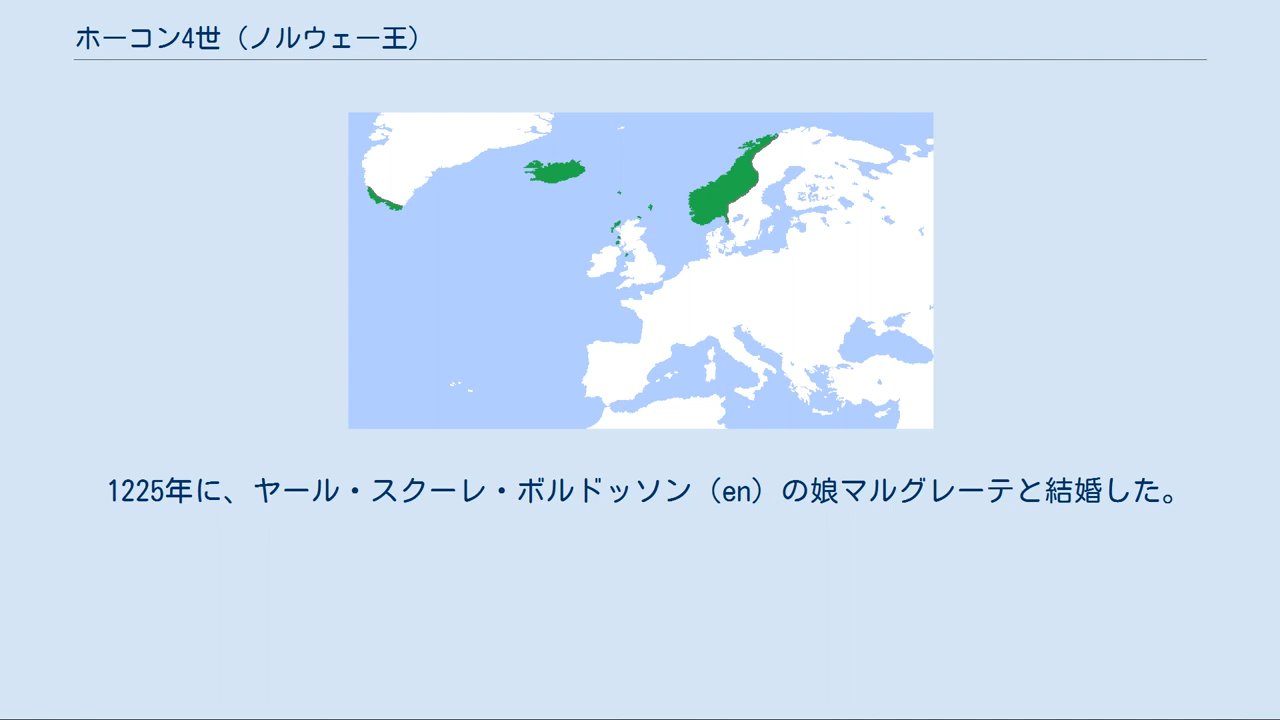 ホーコン4世（ノルウェー王）
1225年に、ヤール・スクーレ・ボルドッソン（en）の娘マルグレーテと結婚した。